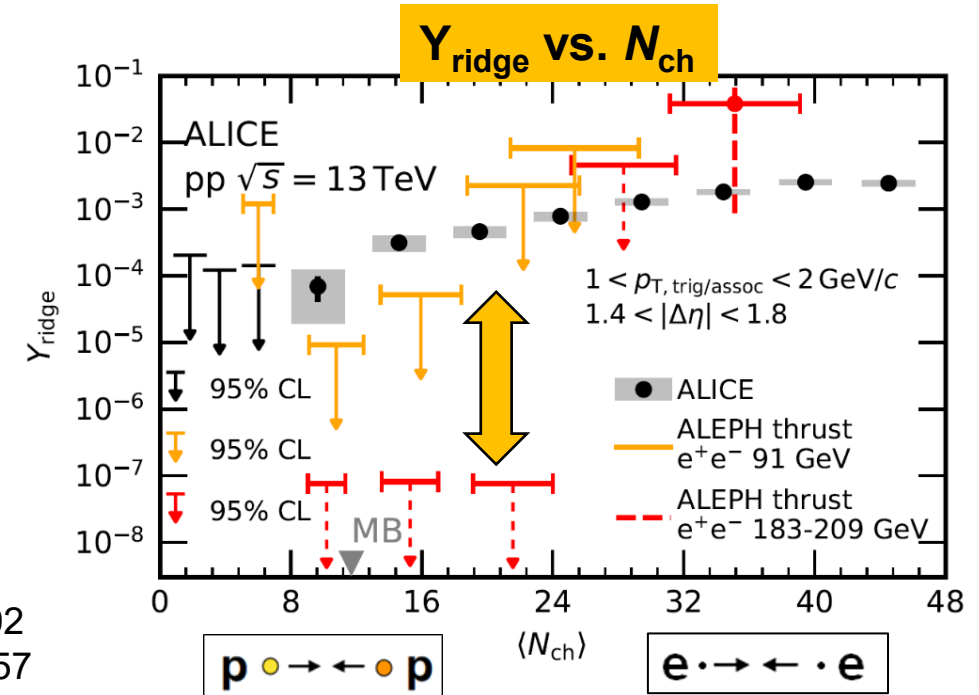 Y_ridge vs. N_ch
10⁻¹
10⁻²
10⁻³
10⁻⁴
10⁻⁵
10⁻⁶
10⁻⁷
10⁻⁸
Y_ridge
ALICE
pp √s = 13 TeV
1 < p_T, trig/assoc < 2 GeV/c
1.4 < |Δη| < 1.8
95% CL
95% CL
95% CL
MB
ALICE
ALEPH thrust
e⁺e⁻ 91 GeV
ALEPH thrust
e⁺e⁻ 183-209 GeV
0 8 16 24 32 40 48
⟨N_ch⟩
02
57
p → ← p
e → ← e